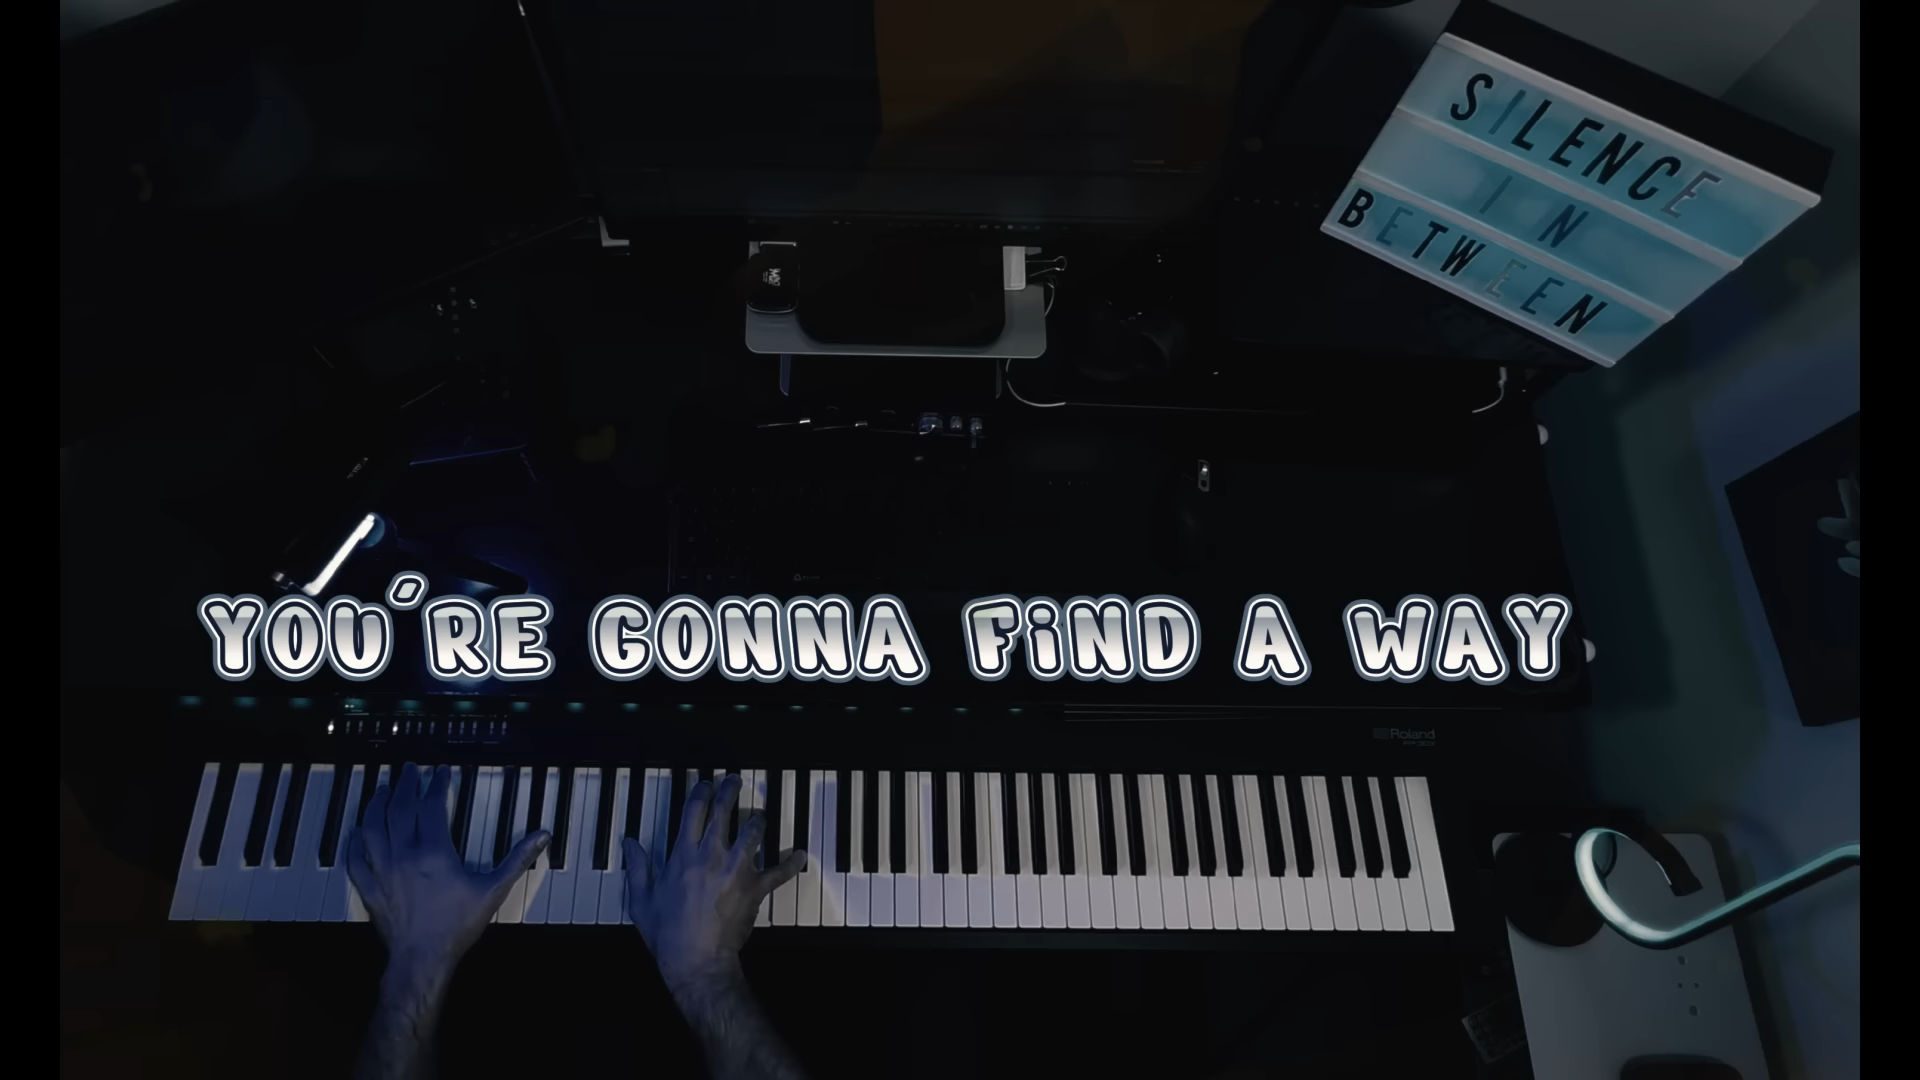 SILENCE
IN
BETWEEN
YOU'RE GONNA FiND A WAY
Roland